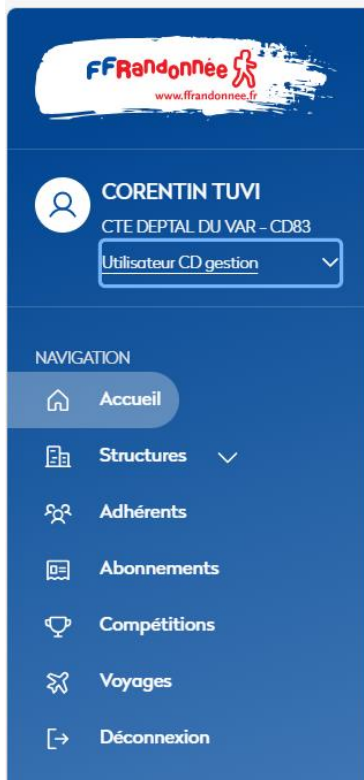 FFRandonnée
www.ffrandonnee.fr
CORENTIN TUVI
CTE DEPTAL DU VAR - CD83
Utilisateur CD gestion
NAVIGATION
Accueil
Structures
Adhérents
Abonnements
Compétitions
Voyages
Déconnexion